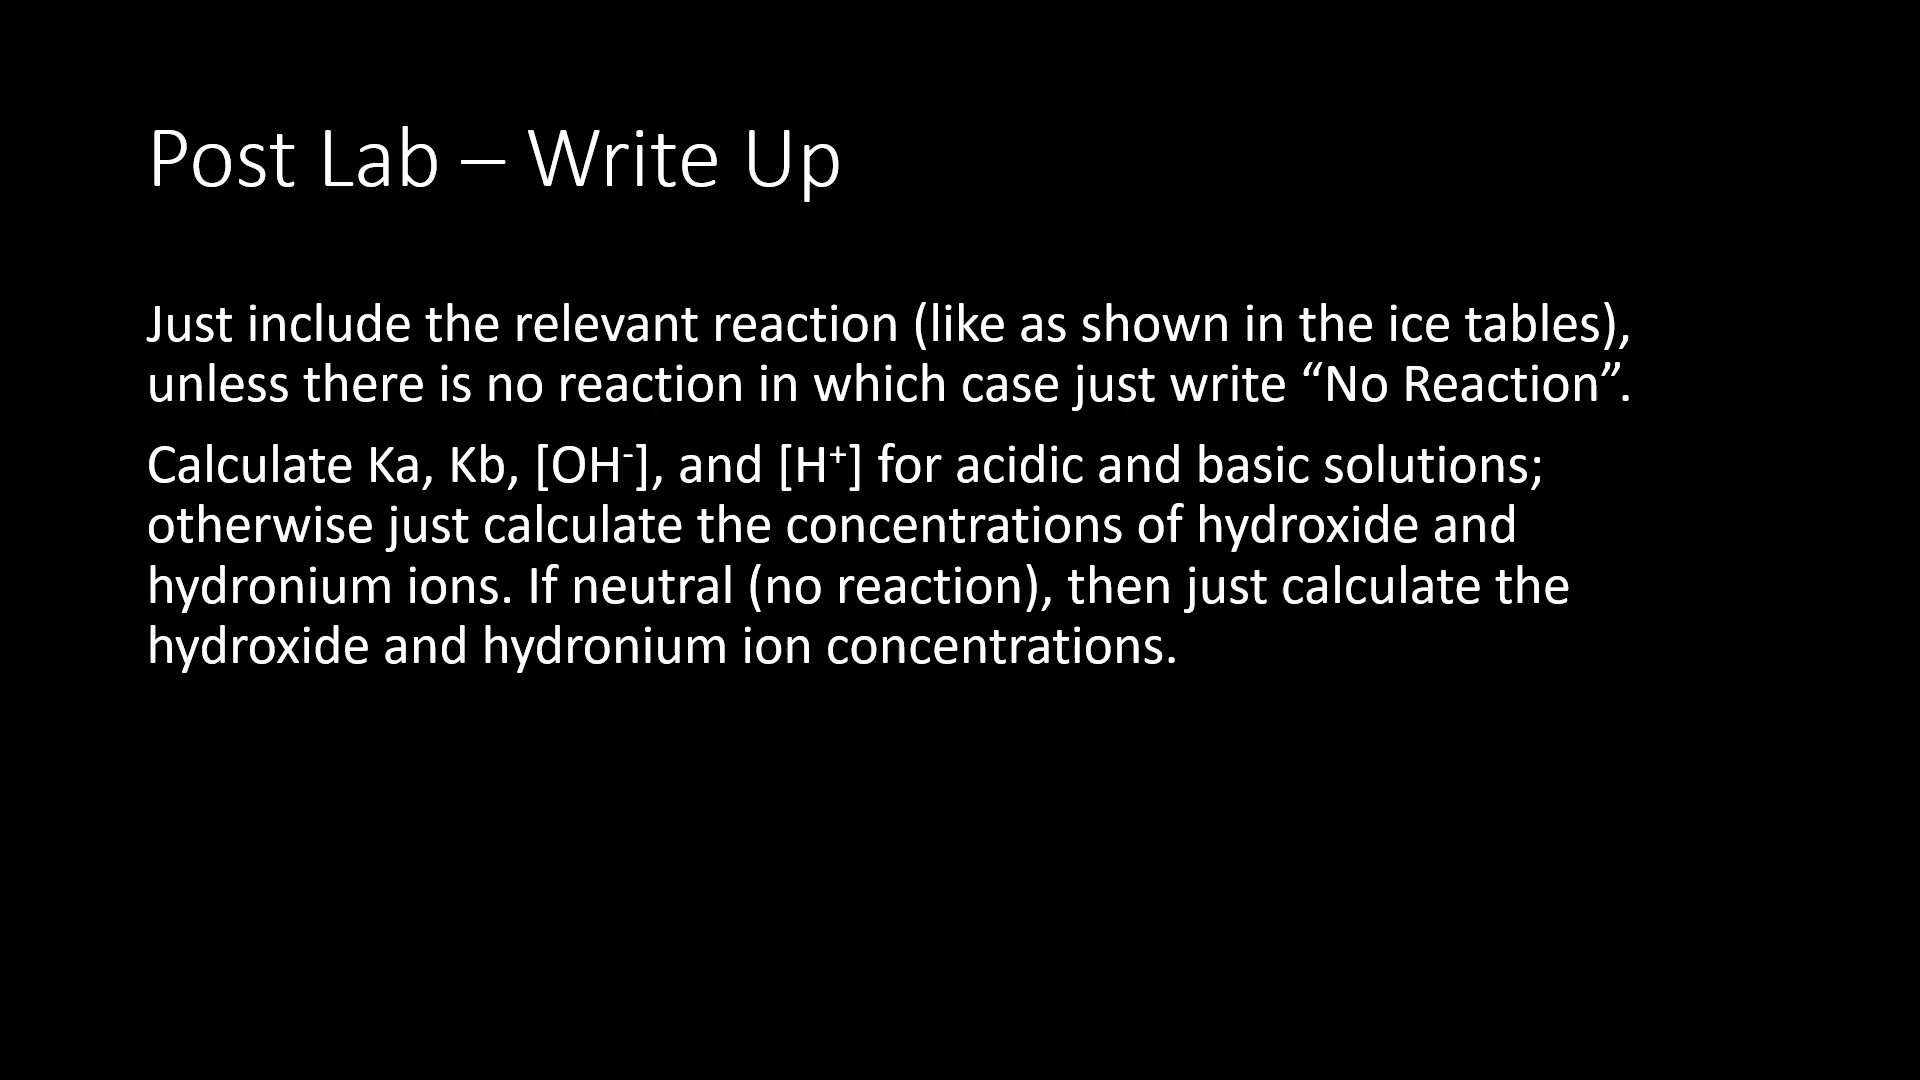 Post Lab – Write Up
Just include the relevant reaction (like as shown in the ice tables),
unless there is no reaction in which case just write “No Reaction”.
Calculate Ka, Kb, [OH⁻], and [H⁺] for acidic and basic solutions;
otherwise just calculate the concentrations of hydroxide and
hydronium ions. If neutral (no reaction), then just calculate the
hydroxide and hydronium ion concentrations.